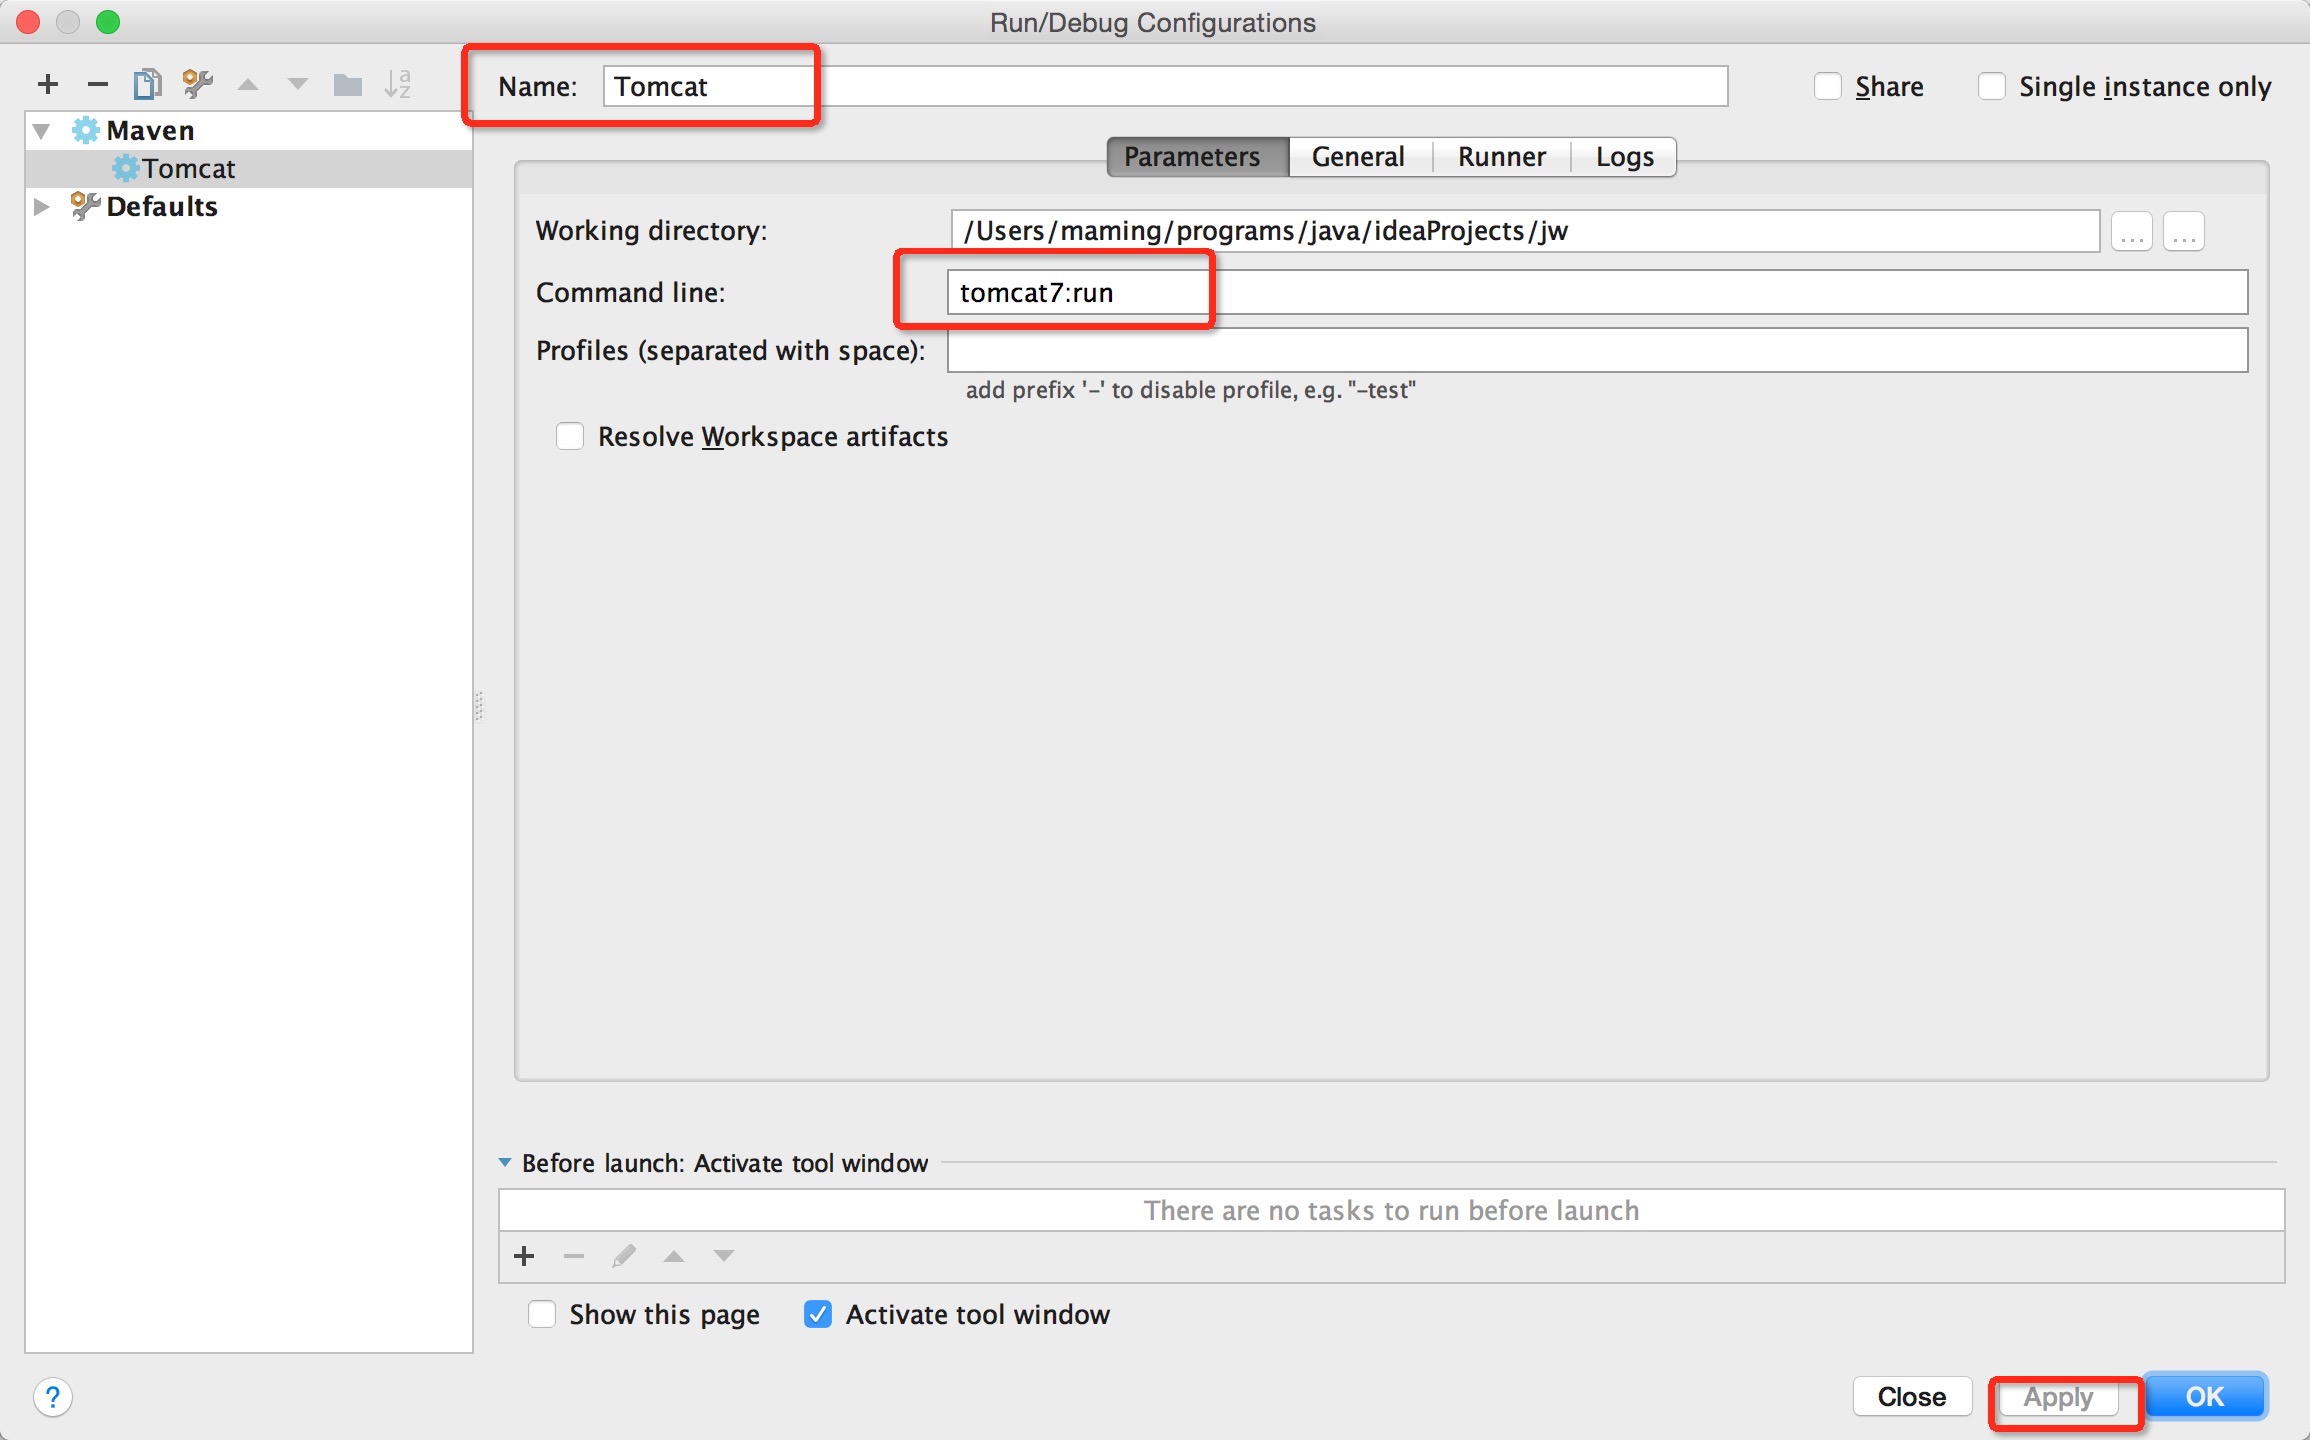 Run/Debug Configurations
Name: Tomcat
Share
Single instance only
Maven
Tomcat
Defaults
Parameters General Runner Logs
Working directory: /Users/maming/programs/java/ideaProjects/jw ... ...
Command line: tomcat7:run
Profiles (separated with space):
add prefix '-' to disable profile, e.g. "-test"
Resolve Workspace artifacts
Before launch: Activate tool window
There are no tasks to run before launch
Show this page Activate tool window
? Close Apply OK